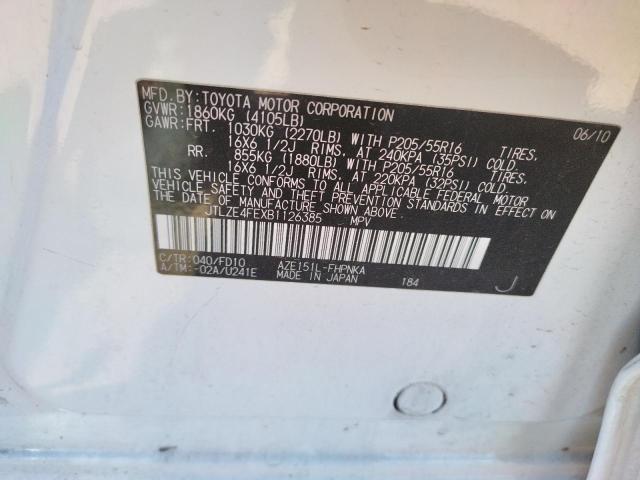 MFD.BY:TOYOTA MOTOR CORPORATION 06/10
GVWR:1860KG (4105LB)
GAWR:FRT. 1030KG (2270LB) WITH P205/55R16 TIRES,
16X6 1/2J RIMS, AT 240KPA (35PSI) COLD
RR. 855KG (1880LB) WITH P205/55R16 TIRES,
16X6 1/2J RIMS, AT 220KPA (32PSI) COLD.
THIS VEHICLE CONFORMS TO ALL APPLICABLE FEDERAL MOTOR
VEHICLE SAFETY AND THEFT PREVENTION STANDARDS IN EFFECT ON
THE DATE OF MANUFACTURE SHOWN ABOVE.
JTLZE4FEXB1126385 MPV
C/TR:040/FD10 AZE151L-FHPNKA
A/TM:-02A/U241E MADE IN JAPAN 184 J